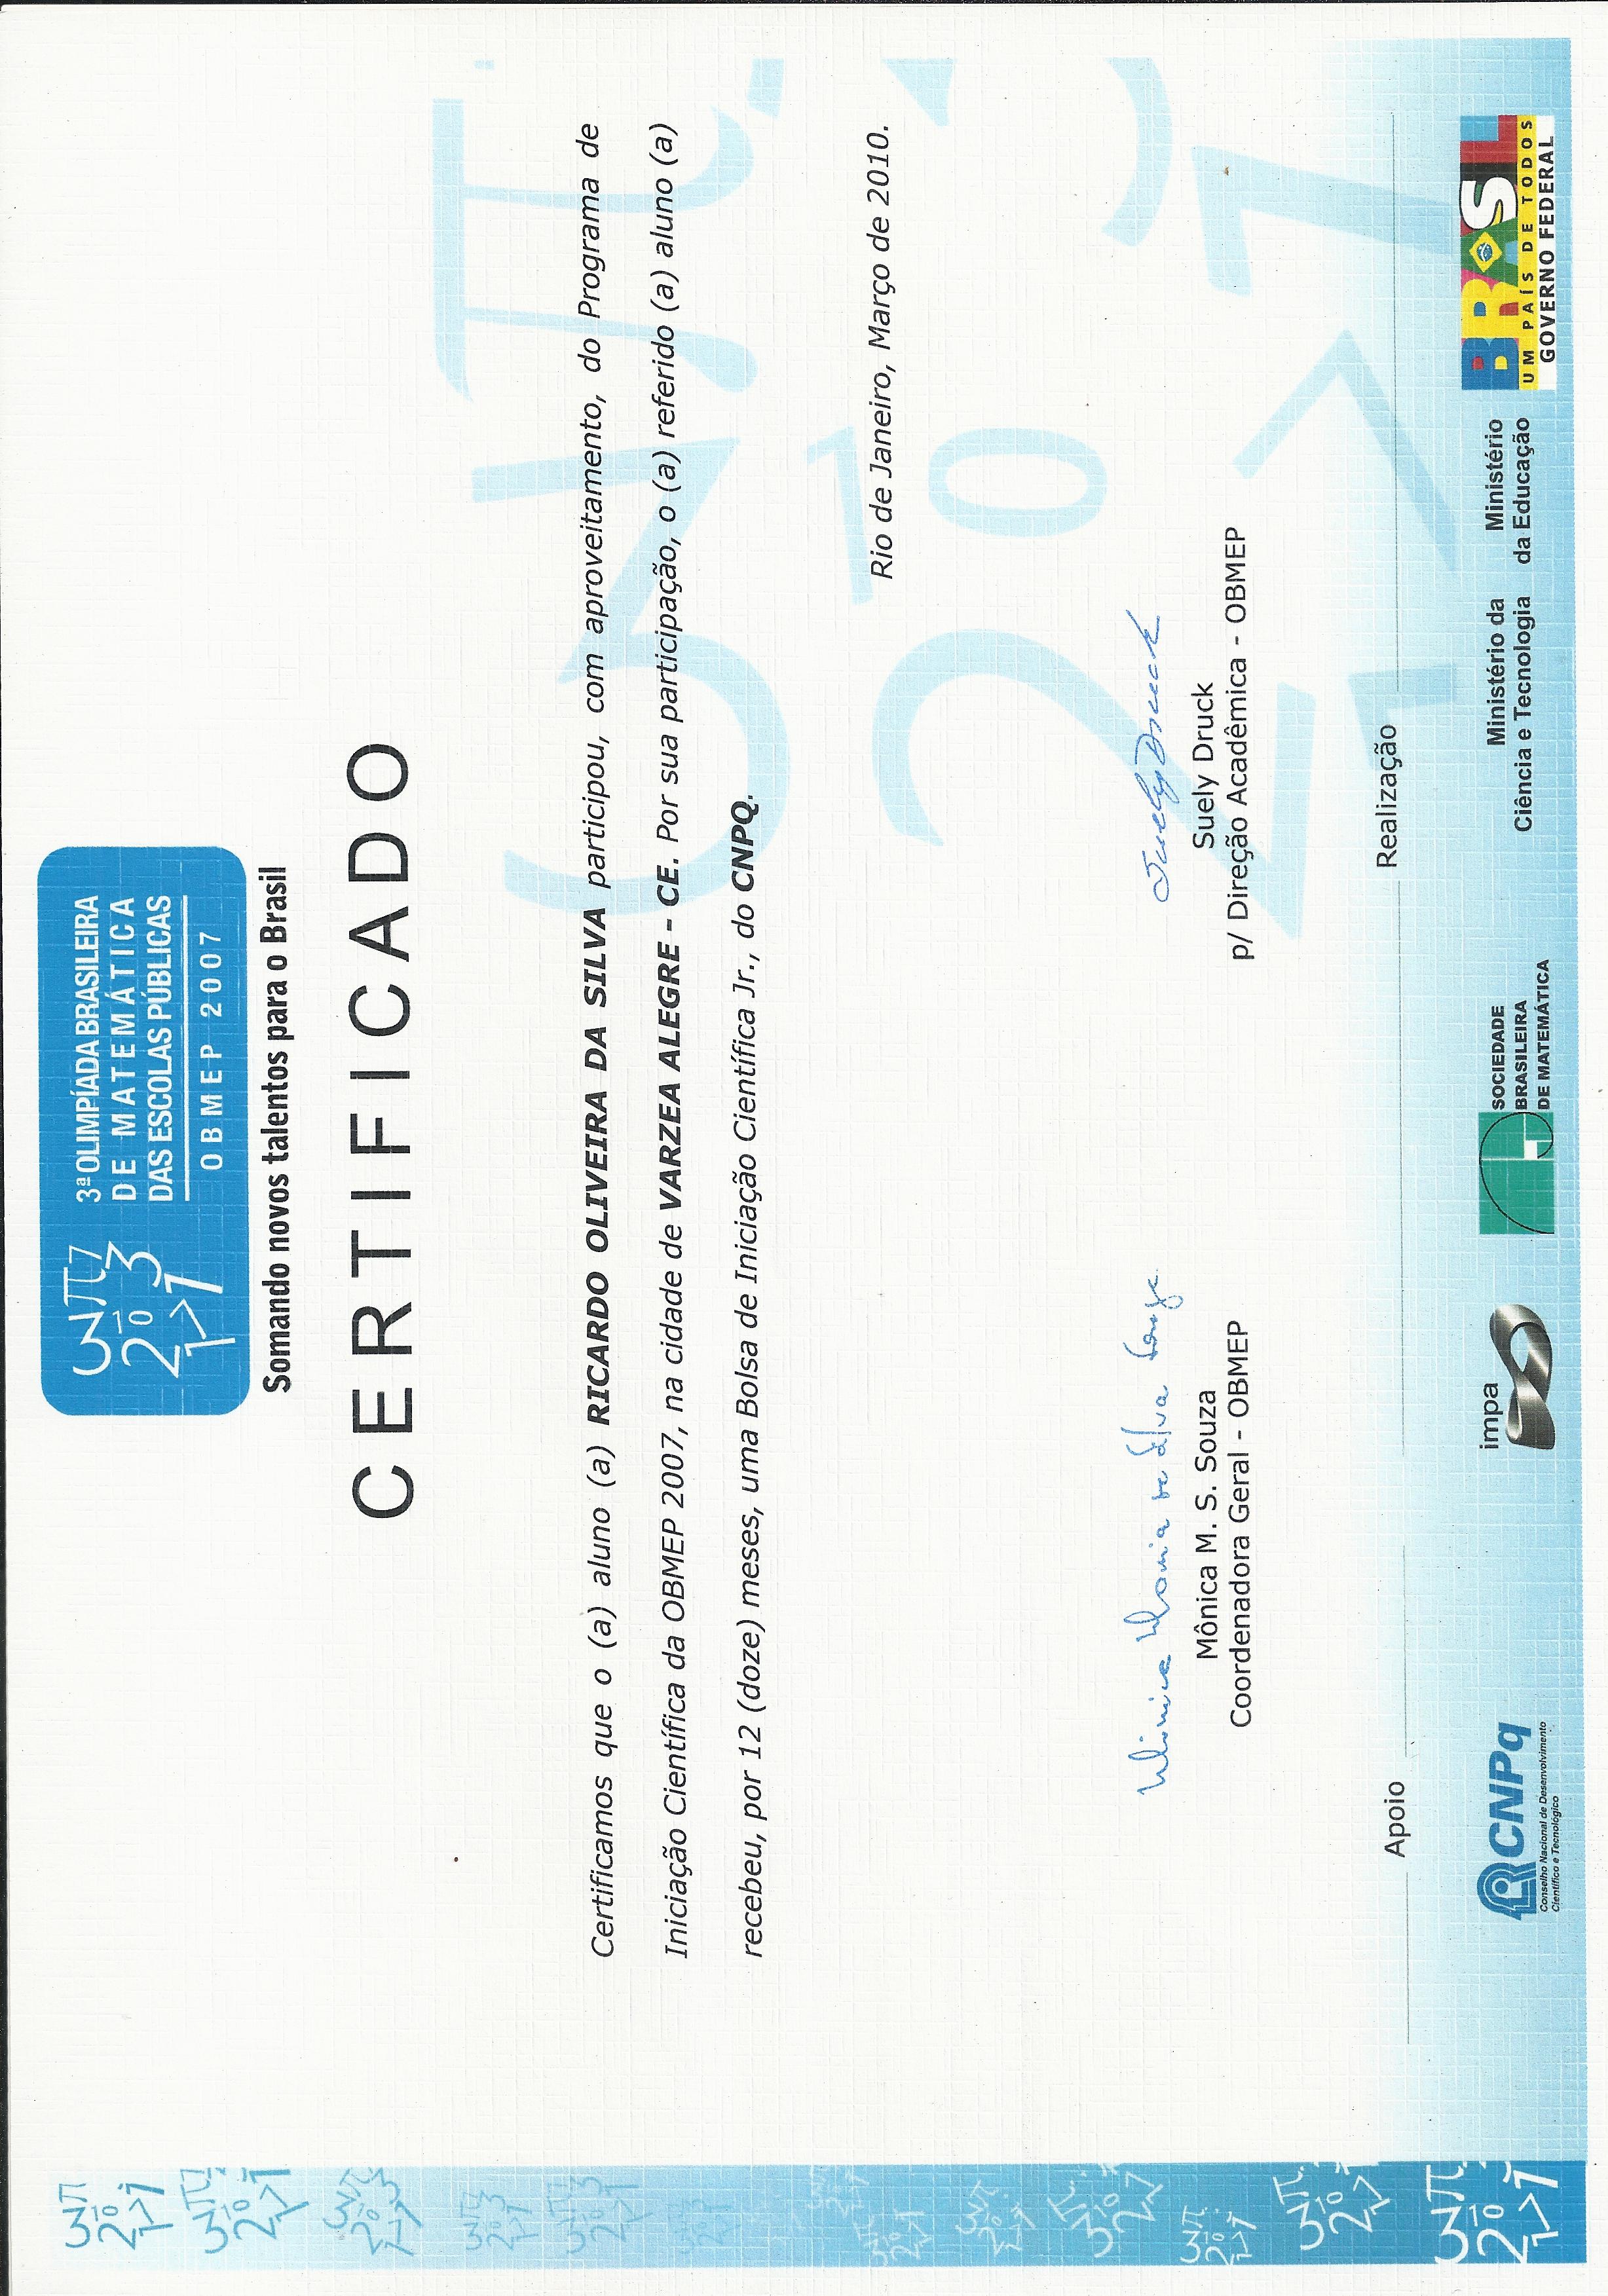 3ª OLIMPÍADA BRASILEIRA
DE MATEMÁTICA
DAS ESCOLAS PÚBLICAS
OBMEP 2007
Somando novos talentos para o Brasil
CERTIFICADO
Certificamos que o (a) aluno (a) RICARDO OLIVEIRA DA SILVA participou, com aproveitamento, do Programa de
Iniciação Científica da OBMEP 2007, na cidade de VARZEA ALEGRE – CE. Por sua participação, o (a) referido (a) aluno (a)
recebeu, por 12 (doze) meses, uma Bolsa de Iniciação Científica Jr., do CNPQ.
Rio de Janeiro, Março de 2010.
Mônica Maria da Silva Souza
Mônica M. S. Souza
Coordenadora Geral - OBMEP
Suely Druck
Suely Druck
p/ Direção Acadêmica - OBMEP
Apoio
Realização
CNPq
Conselho Nacional de Desenvolvimento
Científico e Tecnológico
impa
SOCIEDADE
BRASILEIRA
DE MATEMÁTICA
Ministério da
Ciência e Tecnologia
Ministério
da Educação
BRASIL
UM PAÍS DE TODOS
GOVERNO FEDERAL